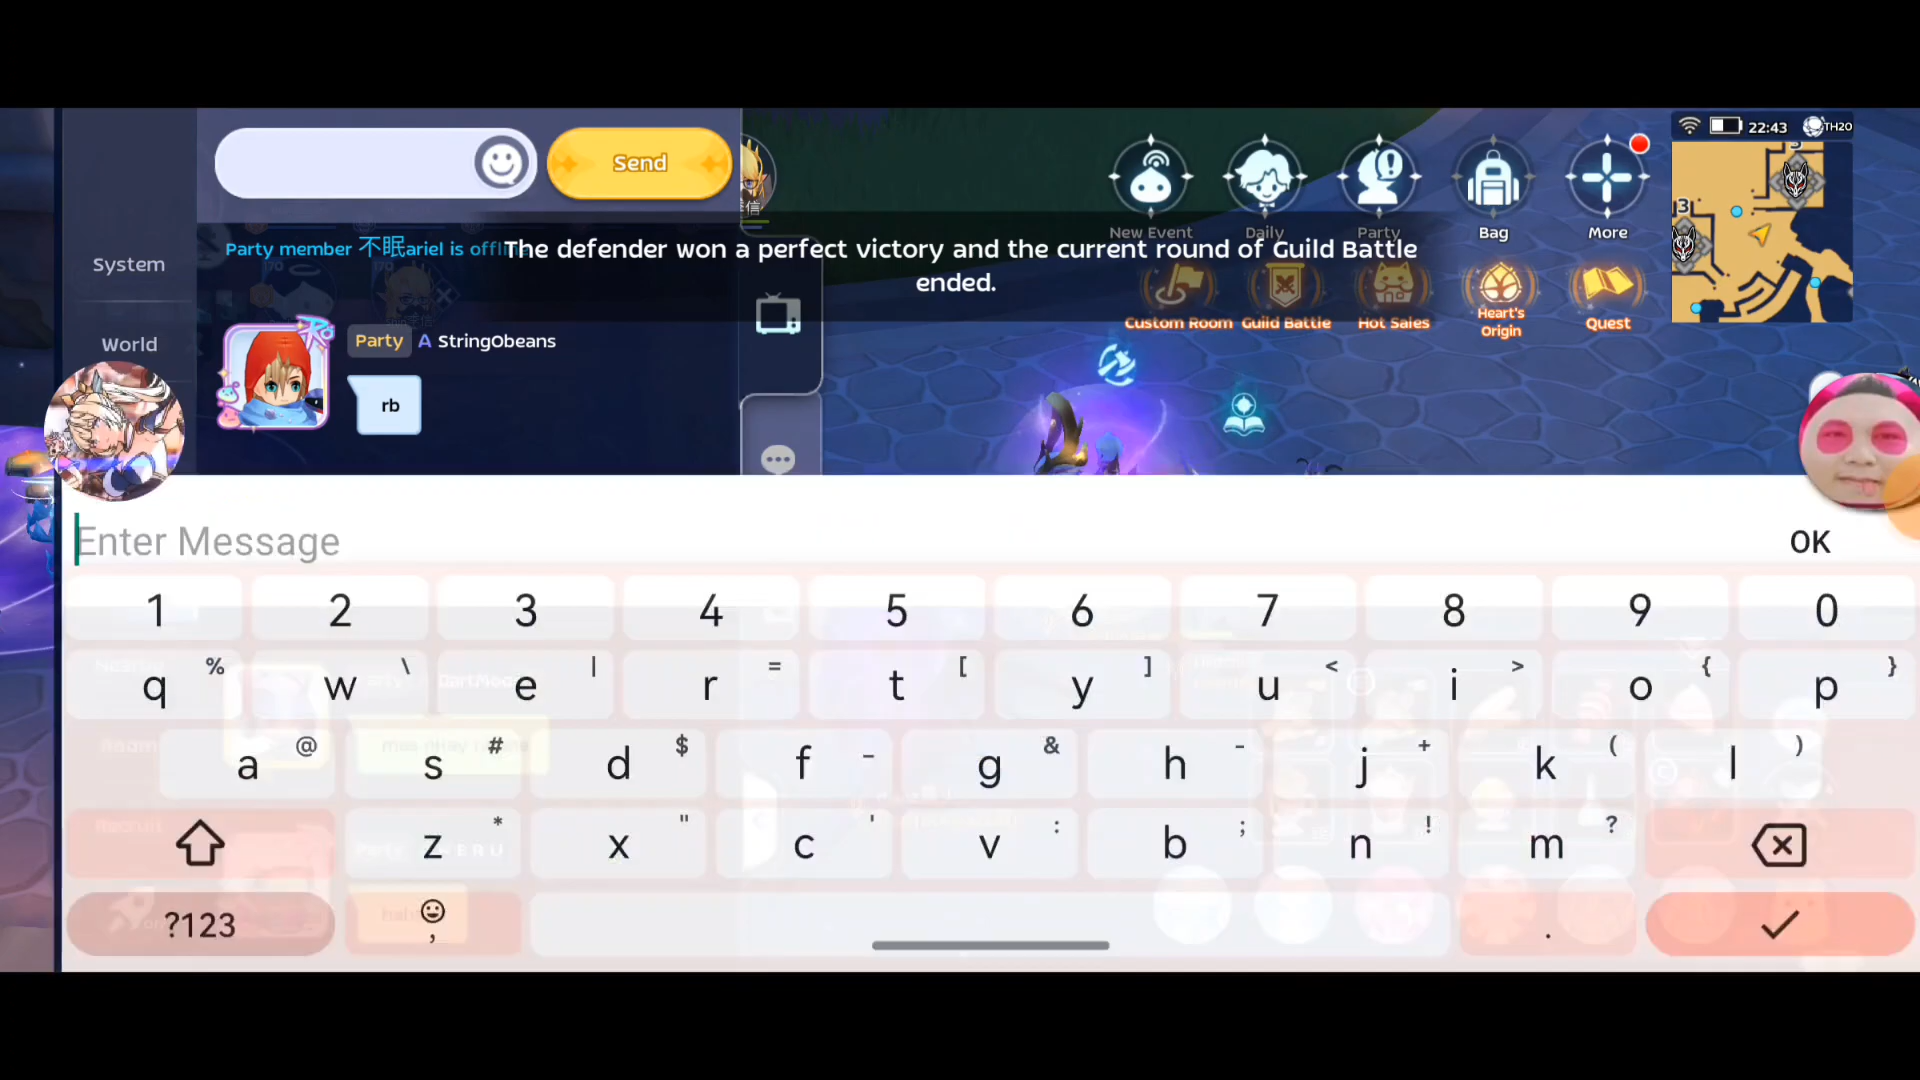 Send
22:43
TH20
New Event
Daily
Party
Bag
More
Party member 不眠ariel is offli
The defender won a perfect victory and the current round of Guild Battle
ended.
System
Custom Room
Guild Battle
Hot Sales
Heart's
Origin
Quest
World
Party A StringObeans
rb
3
Enter Message
OK
1 2 3 4 5 6 7 8 9 0
q % w \ e | r = t [ y ] u < i > o { p }
a @ s # d $ f _ g & h - j + k ( l )
z * x " c ' v : b ; n ! m ?
?123 , .